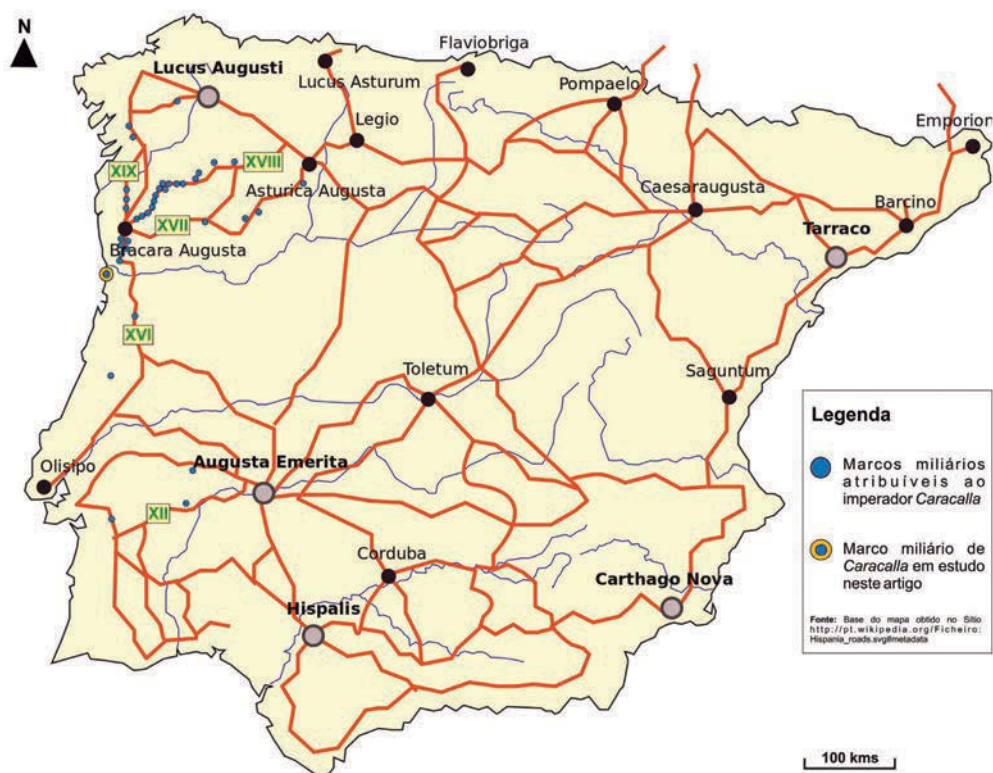 N
Flaviobriga
Lucus Augusti
Lucus Asturum
Pompaelo
Legio
Emporion
XIX
XVIII
Asturica Augusta
Caesaraugusta
Barcino
XVII
Tarraco
Bracara Augusta
XVI
Toletum
Saguntum
Olisipo
Augusta Emerita
XII
Corduba
Carthago Nova
Hispalis
Legenda
Marcos miliários
atribuíveis ao
imperador Caracalla
Marco miliário de
Caracalla em estudo
neste artigo
Fonte: Base do mapa obtido no Sítio
http://pt.wikipedia.org/Ficheiro:
Hispania_roads.svg#metadata
100 kms